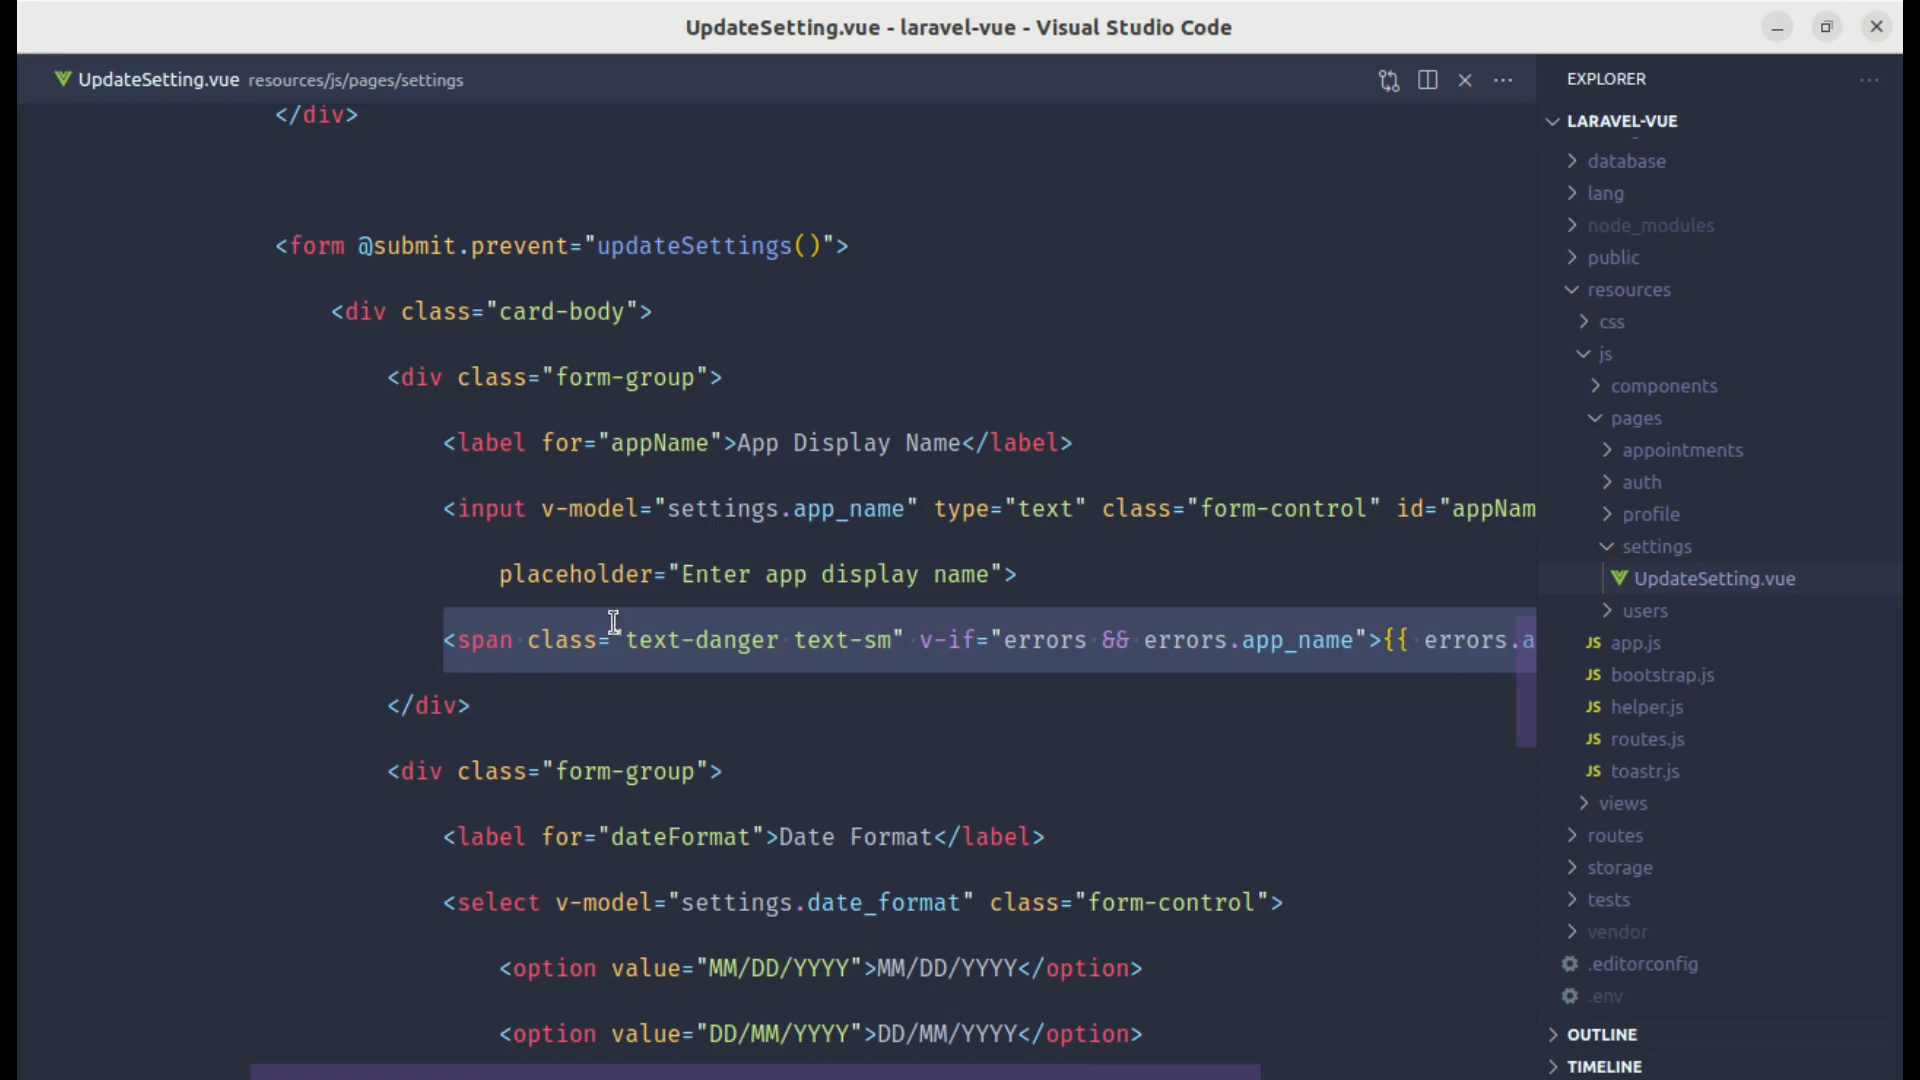 UpdateSetting.vue - laravel-vue - Visual Studio Code
UpdateSetting.vue resources/js/pages/settings
</div>
<form @submit.prevent="updateSettings()">
<div class="card-body">
<div class="form-group">
<label for="appName">App Display Name</label>
<input v-model="settings.app_name" type="text" class="form-control" id="appNam
placeholder="Enter app display name">
<span class="text-danger text-sm" v-if="errors && errors.app_name">{{ errors.a
</div>
<div class="form-group">
<label for="dateFormat">Date Format</label>
<select v-model="settings.date_format" class="form-control">
<option value="MM/DD/YYYY">MM/DD/YYYY</option>
<option value="DD/MM/YYYY">DD/MM/YYYY</option>
EXPLORER
LARAVEL-VUE
database
lang
node_modules
public
resources
css
js
components
pages
appointments
auth
profile
settings
UpdateSetting.vue
users
JS app.js
JS bootstrap.js
JS helper.js
JS routes.js
JS toastr.js
views
routes
storage
tests
vendor
.editorconfig
.env
OUTLINE
TIMELINE